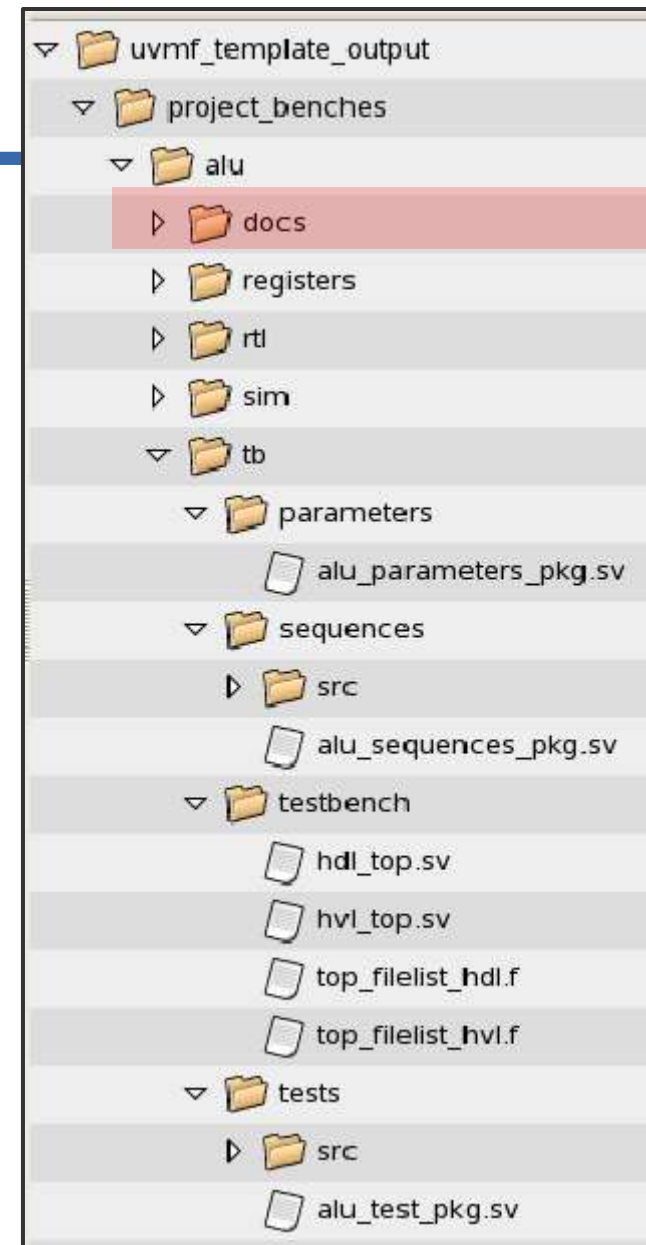 uvmf_template_output
project_benches
alu
docs
registers
rtl
sim
tb
parameters
alu_parameters_pkg.sv
sequences
src
alu_sequences_pkg.sv
testbench
hdl_top.sv
hvl_top.sv
top_filelist_hdl.f
top_filelist_hvl.f
tests
src
alu_test_pkg.sv